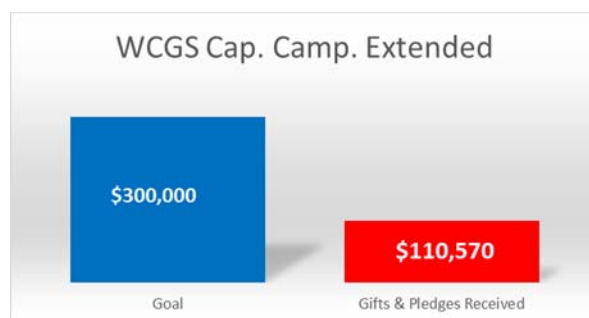 WCGS Cap. Camp. Extended
$300,000
$110,570
Goal
Gifts & Pledges Received